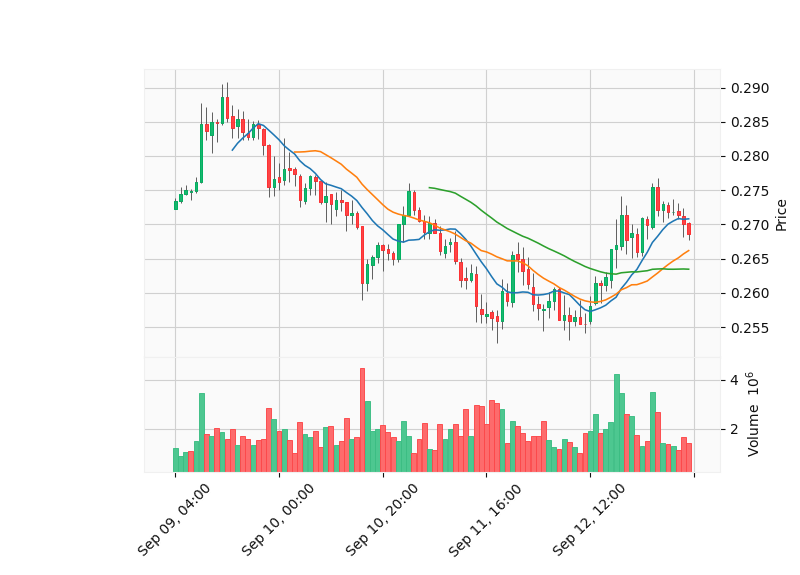 0.290
0.285
0.280
0.275
0.270
0.265
0.260
0.255
Price
4
2
Volume 10^6
Sep 09, 04:00
Sep 10, 00:00
Sep 10, 20:00
Sep 11, 16:00
Sep 12, 12:00